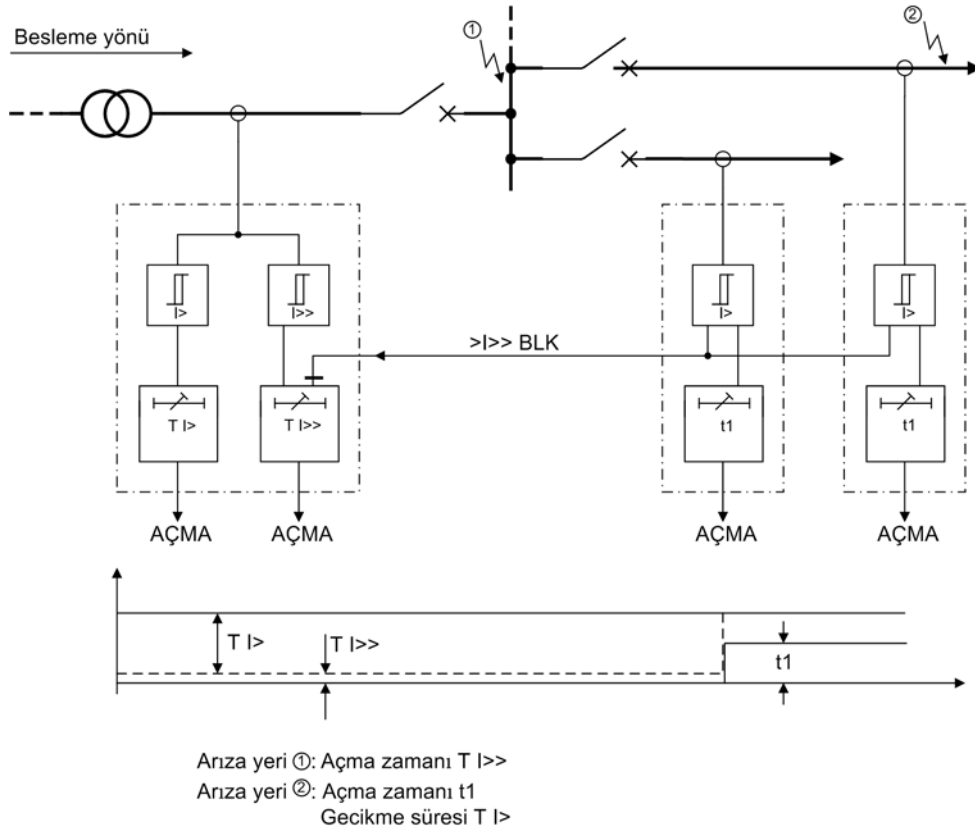 Besleme yönü
①
②
I>
I>>
I>
I>
>I>> BLK
T I>
T I>>
t1
t1
AÇMA
AÇMA
AÇMA
AÇMA
T I>
T I>>
t1
Arıza yeri ①: Açma zamanı T I>>
Arıza yeri ②: Açma zamanı t1
Gecikme süresi T I>